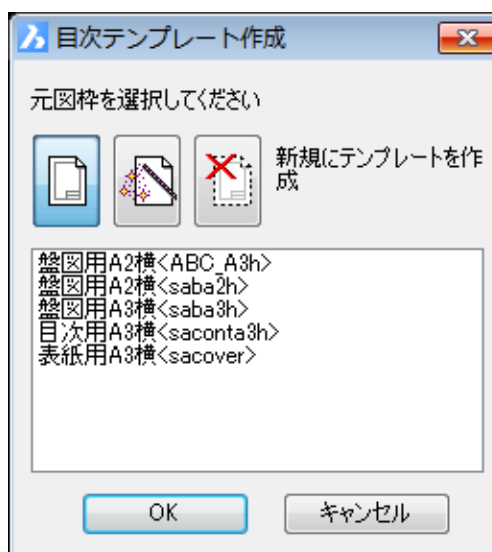 目次テンプレート作成
元図枠を選択してください
新規にテンプレートを作
成
盤図用A2横<ABC_A3h>
盤図用A2横<saba2h>
盤図用A3横<saba3h>
目次用A3横<saconta3h>
表紙用A3横<sacover>
OK
キャンセル